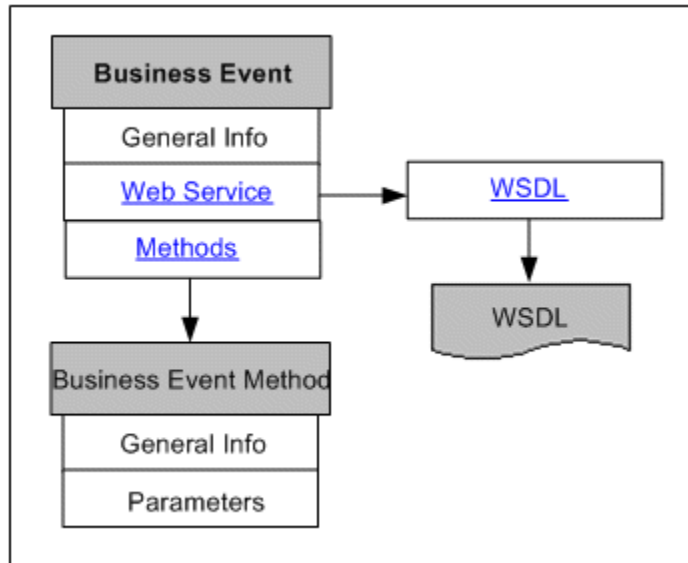 Business Event
General Info
Web Service
WSDL
Methods
WSDL
Business Event Method
General Info
Parameters